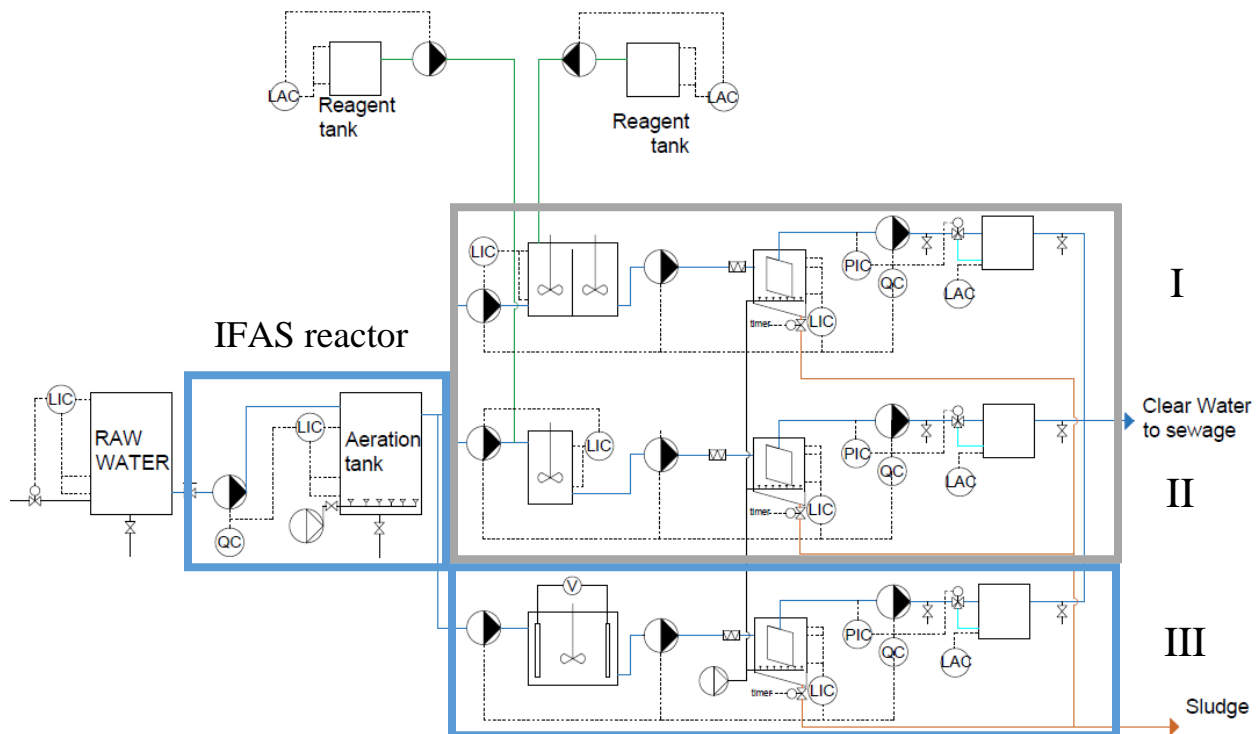 Reagent
tank
LAC
Reagent
tank
LAC
LIC
PIC
QC
LAC
timer
LIC
I
IFAS reactor
LIC
RAW
WATER
LIC
Aeration
tank
QC
LIC
PIC
QC
LAC
timer
LIC
Clear Water
to sewage
II
V
PIC
QC
LAC
timer
LIC
III
Sludge